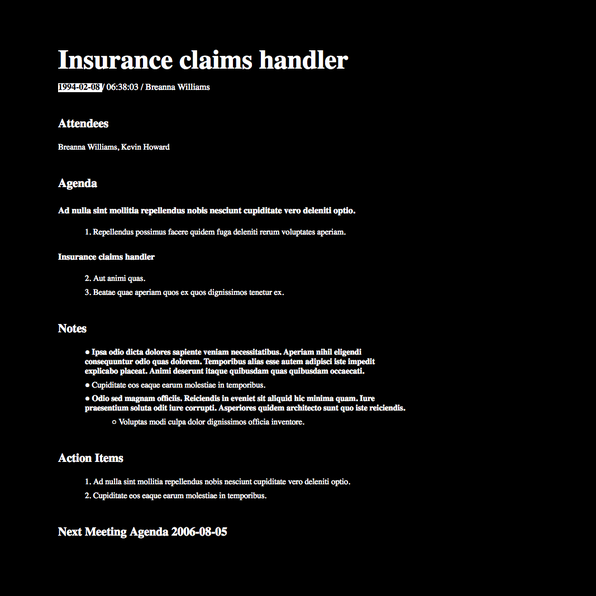 Insurance claims handler
1994-02-08 / 06:38:03 / Breanna Williams
Attendees
Breanna Williams, Kevin Howard
Agenda
Ad nulla sint mollitia repellendus nobis nesciunt cupiditate vero deleniti optio.
1. Repellendus possimus facere quidem fuga deleniti rerum voluptates aperiam.
Insurance claims handler
2. Aut animi quas.
3. Beatae quae aperiam quos ex quos dignissimos tenetur ex.
Notes
● Ipsa odio dicta dolores sapiente veniam necessitatibus. Aperiam nihil eligendi
consequuntur odio quas dolorem. Temporibus alias esse autem adipisci iste impedit
explicabo placeat. Animi deserunt itaque quibusdam quas quibusdam occaecati.
● Cupiditate eos eaque earum molestiae in temporibus.
● Odio sed magnam officiis. Reiciendis in eveniet sit aliquid hic minima quam. Iure
praesentium soluta odit iure corrupti. Asperiores quidem architecto sunt quo iste reiciendis.
○ Voluptas modi culpa dolor dignissimos officia inventore.
Action Items
1. Ad nulla sint mollitia repellendus nobis nesciunt cupiditate vero deleniti optio.
2. Cupiditate eos eaque earum molestiae in temporibus.
Next Meeting Agenda 2006-08-05